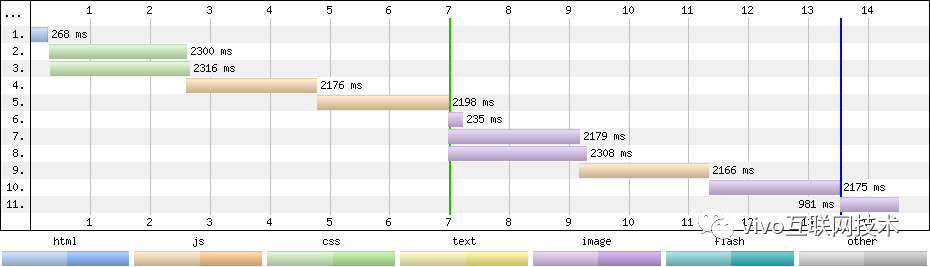 ... 1 2 3 4 5 6 7 8 9 10 11 12 13 14
1. 268 ms
2. 2300 ms
3. 2316 ms
4. 2176 ms
5. 2198 ms
6. 235 ms
7. 2179 ms
8. 2308 ms
9. 2166 ms
10. 2175 ms
11. 981 ms
1 2 3 4 5 6 7 8 9 10 11 12 13 14
vivo互联网技术
html js css text image flash other